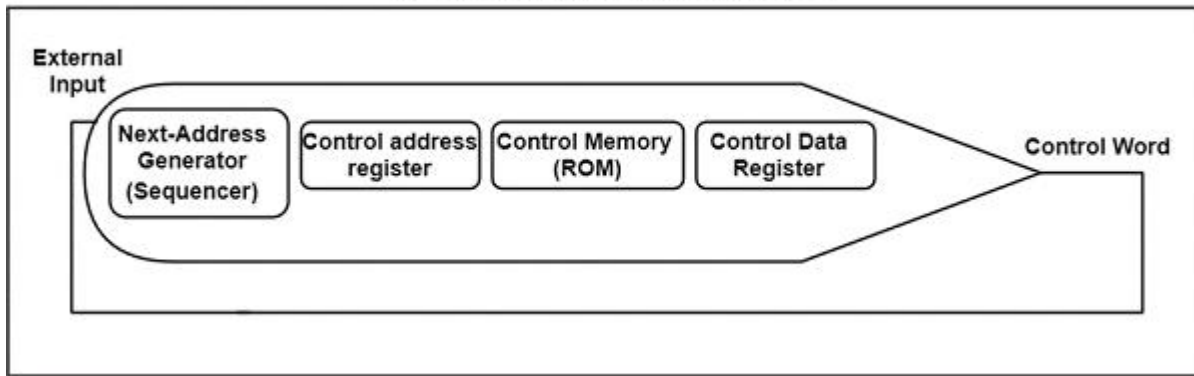 External
Input
Next-Address
Generator
(Sequencer)
Control address
register
Control Memory
(ROM)
Control Data
Register
Control Word